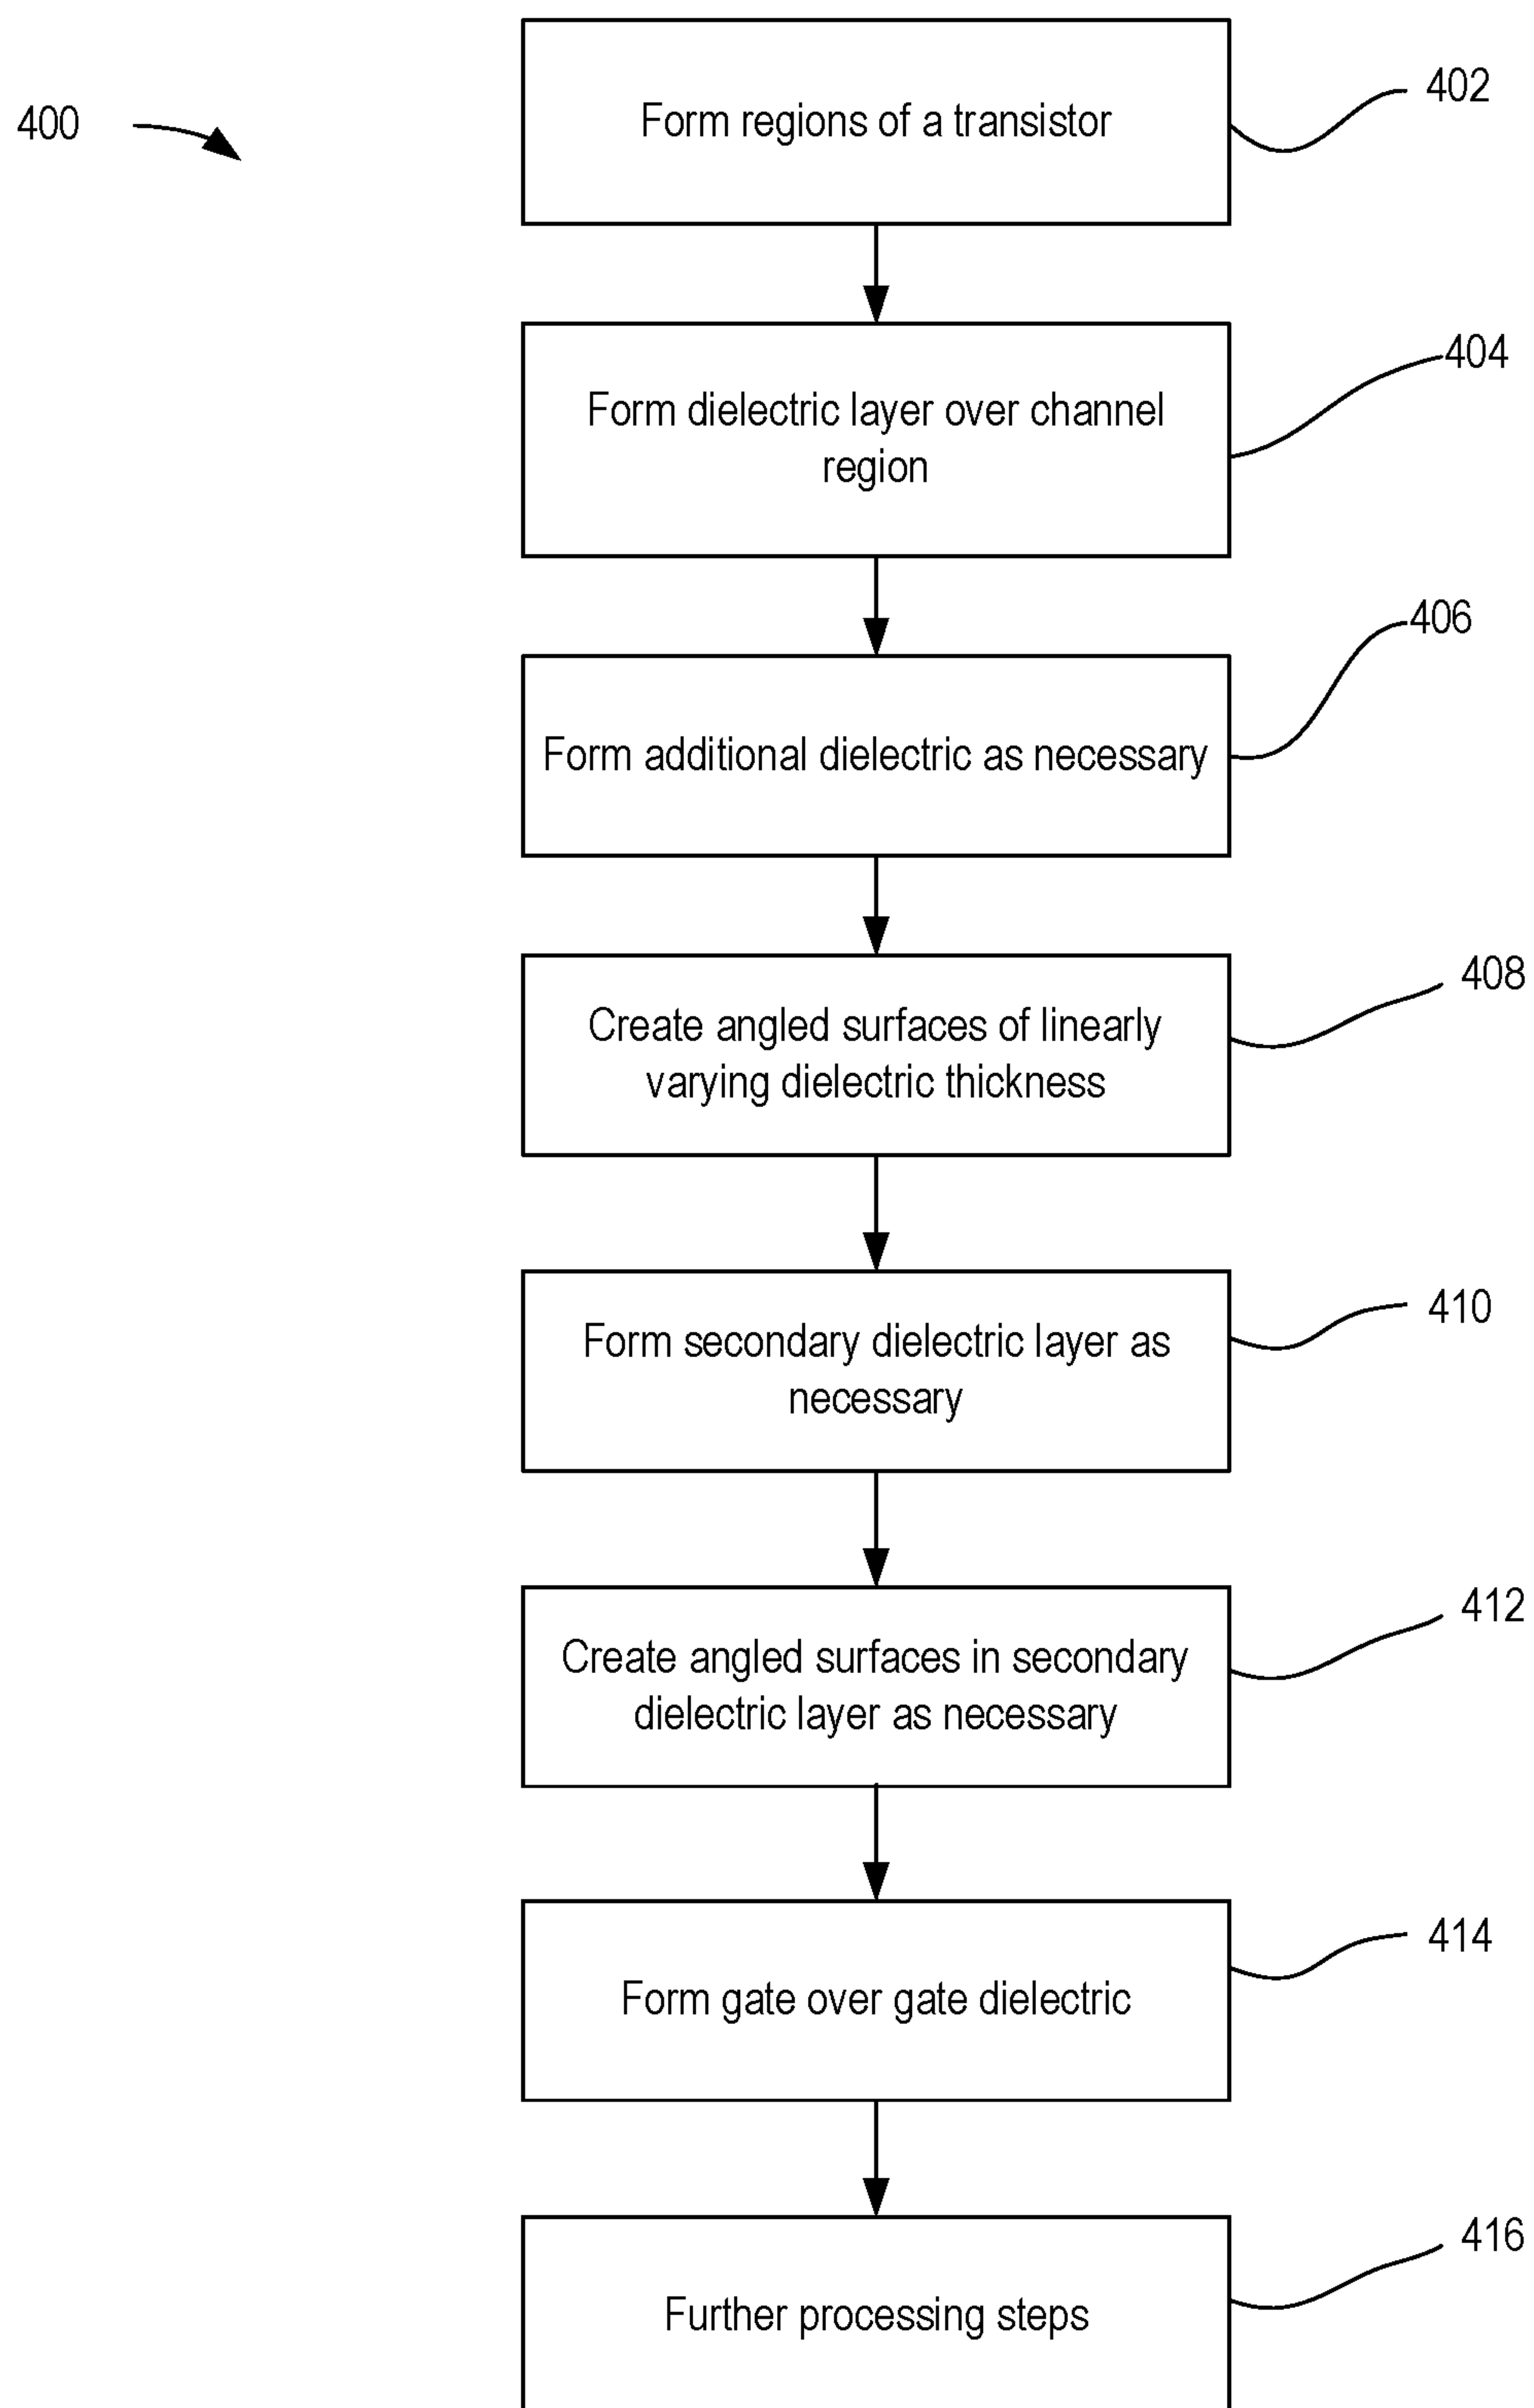 400
Form regions of a transistor
402
Form dielectric layer over channel
region
404
Form additional dielectric as necessary
406
Create angled surfaces of linearly
varying dielectric thickness
408
Form secondary dielectric layer as
necessary
410
Create angled surfaces in secondary
dielectric layer as necessary
412
Form gate over gate dielectric
414
Further processing steps
416